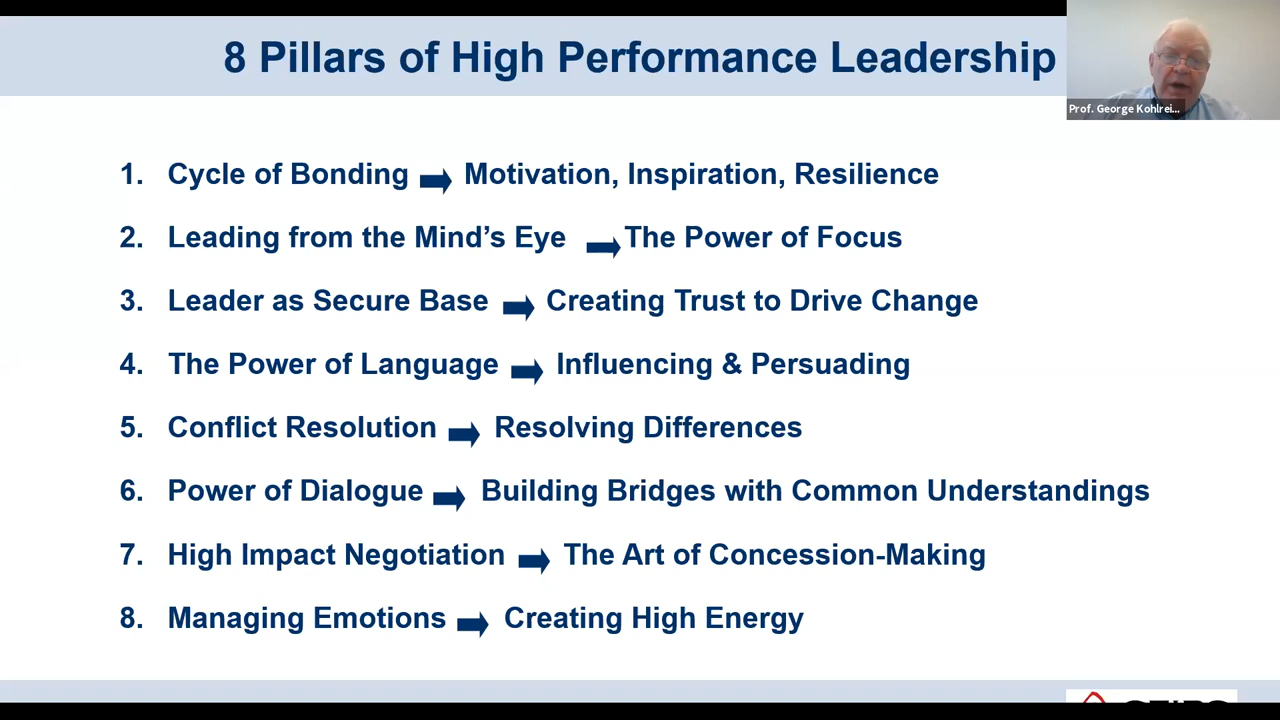 8 Pillars of High Performance Leadership
Prof. George Kohlrei...
1. Cycle of Bonding ➡ Motivation, Inspiration, Resilience
2. Leading from the Mind’s Eye ➡ The Power of Focus
3. Leader as Secure Base ➡ Creating Trust to Drive Change
4. The Power of Language ➡ Influencing & Persuading
5. Conflict Resolution ➡ Resolving Differences
6. Power of Dialogue ➡ Building Bridges with Common Understandings
7. High Impact Negotiation ➡ The Art of Concession-Making
8. Managing Emotions ➡ Creating High Energy